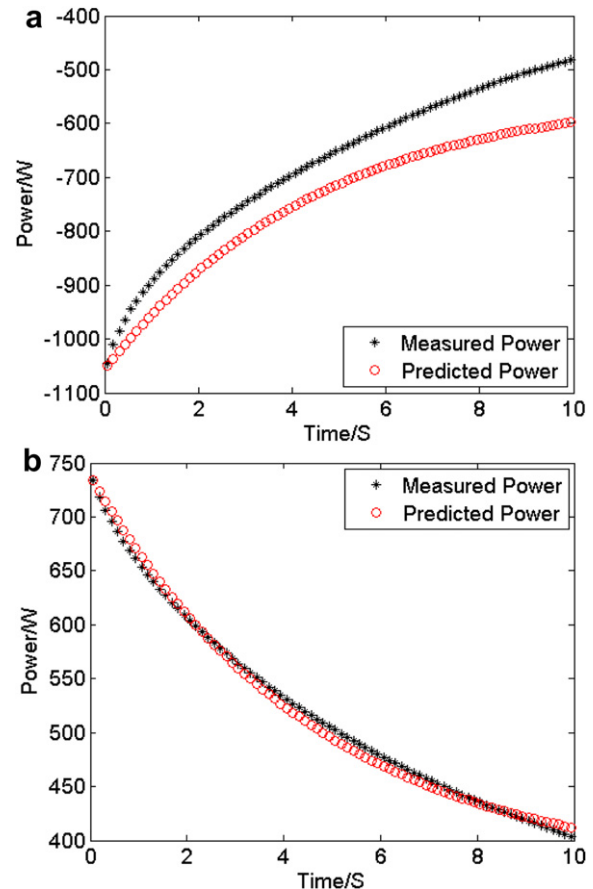 a
-400
-500
-600
-700
-800
-900
-1000
-1100
Power/W
0 2 4 6 8 10
Time/S
Measured Power
Predicted Power
b
750
700
650
600
550
500
450
400
Power/W
0 2 4 6 8 10
Time/S
Measured Power
Predicted Power